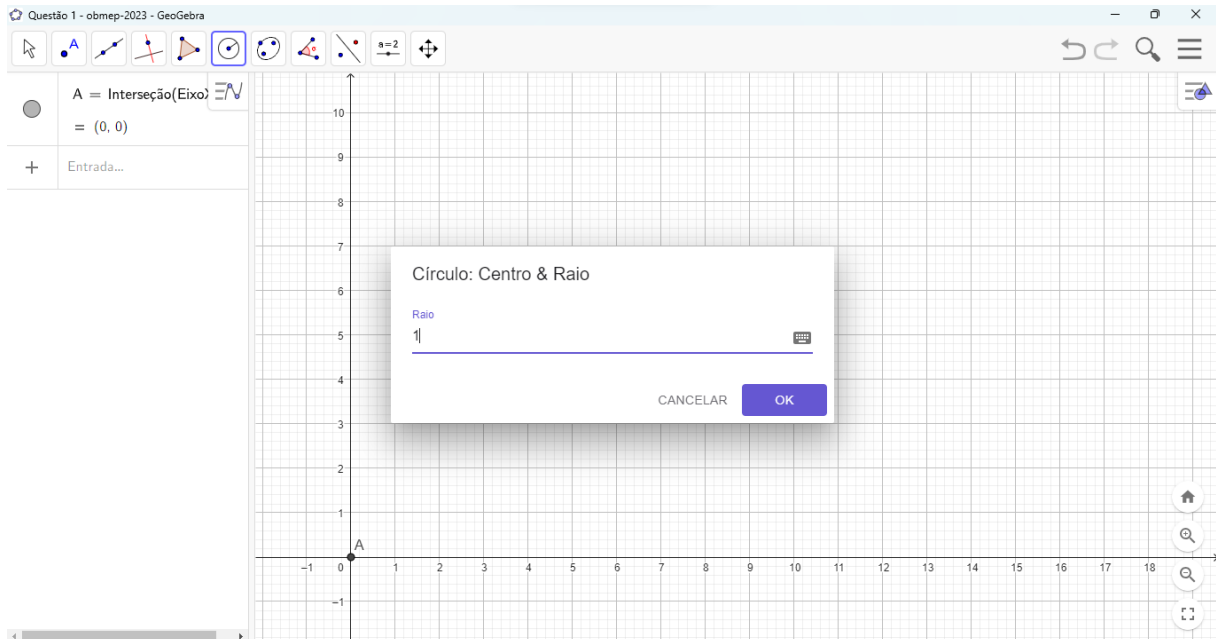 Questão 1 - obmep-2023 - GeoGebra
A
a=2
A = Interseção(EixoX
= (0, 0)
+ Entrada...
10
9
8
7
6
5
4
3
2
1
−1
Círculo: Centro & Raio
Raio
1
CANCELAR OK
A
−1 0 1 2 3 4 5 6 7 8 9 10 11 12 13 14 15 16 17 18